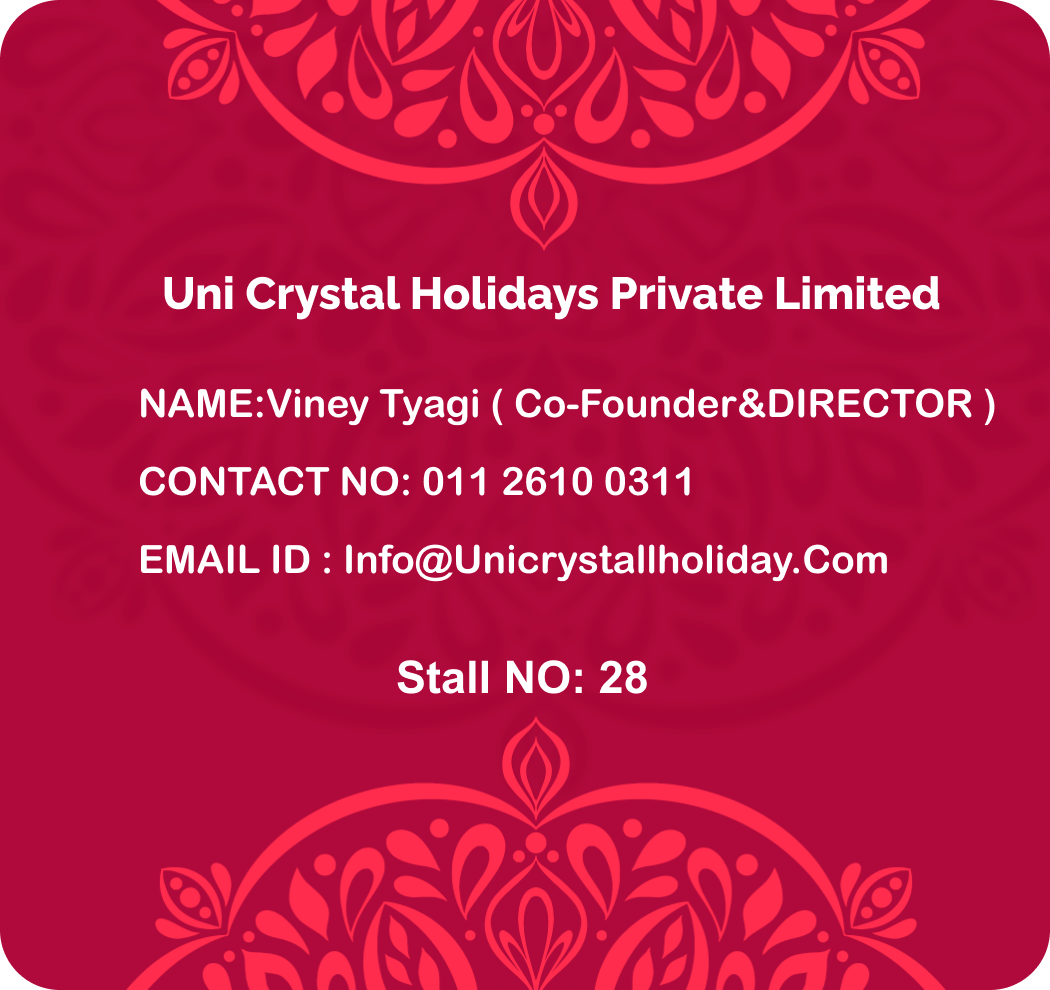 Uni Crystal Holidays Private Limited
NAME:Viney Tyagi ( Co-Founder&DIRECTOR )
CONTACT NO: 011 2610 0311
EMAIL ID : Info@Unicrystallholiday.Com
Stall NO: 28